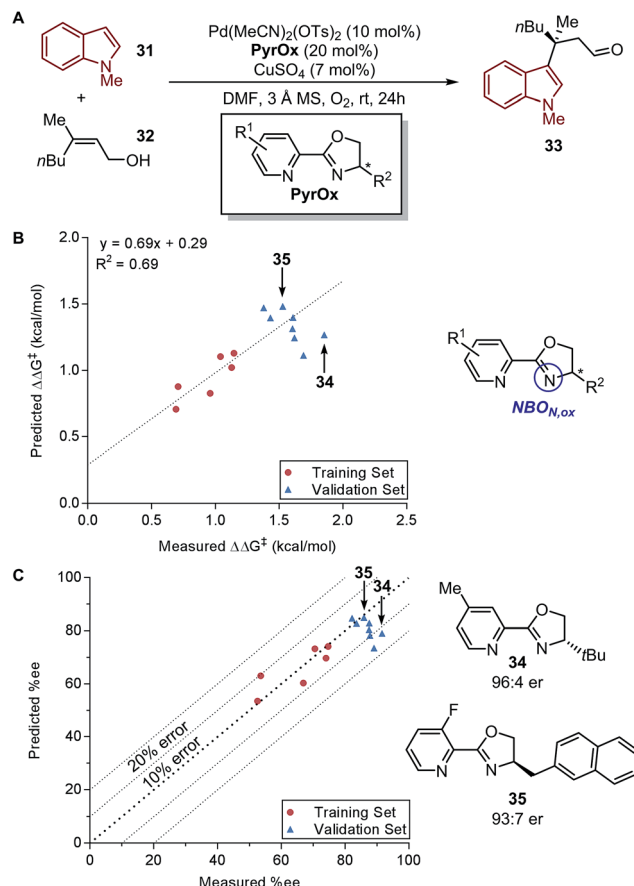 A
N
Me
31
+
Me
32
nBu
OH
Pd(MeCN)2(OTs)2 (10 mol%)
PyrOx (20 mol%)
CuSO4 (7 mol%)
DMF, 3 Å MS, O2, rt, 24h
R1
O
N
N
*
R2
PyrOx
nBu
Me
O
N
Me
33
B
y = 0.69x + 0.29
R2 = 0.69
35
34
Predicted ΔΔG‡ (kcal/mol)
2.0
1.5
1.0
0.5
0.0
0.0
0.5
1.0
1.5
2.0
2.5
Measured ΔΔG‡ (kcal/mol)
Training Set
Validation Set
R1
O
N
N
*
R2
NBON,ox
C
35
34
Predicted %ee
100
80
60
40
20
0
20% error
10% error
0
20
40
60
80
100
Measured %ee
Training Set
Validation Set
Me
O
N
N
tBu
34
96:4 er
F
O
N
N
35
93:7 er